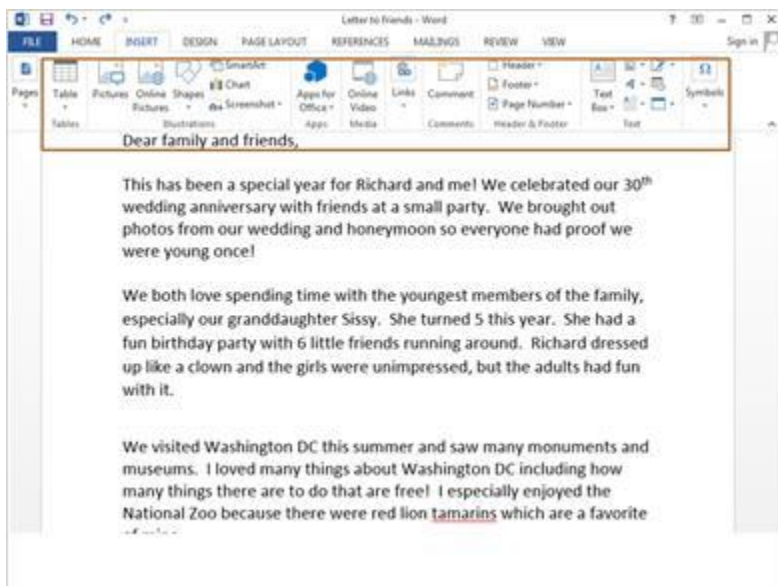 Letter to friends - Word
FILE HOME INSERT DESIGN PAGE LAYOUT REFERENCES MAILINGS REVIEW VIEW Sign in
Pages
Table
Tables
Pictures Online Pictures Shapes SmartArt Chart Screenshot
Illustrations
Apps for Office
Apps
Online Video
Media
Links
Comment
Comments
Header
Footer
Page Number
Header & Footer
Text Box
Text
Symbols
Dear family and friends,
This has been a special year for Richard and me! We celebrated our 30th
wedding anniversary with friends at a small party. We brought out
photos from our wedding and honeymoon so everyone had proof we
were young once!
We both love spending time with the youngest members of the family,
especially our granddaughter Sissy. She turned 5 this year. She had a
fun birthday party with 6 little friends running around. Richard dressed
up like a clown and the girls were unimpressed, but the adults had fun
with it.
We visited Washington DC this summer and saw many monuments and
museums. I loved many things about Washington DC including how
many things there are to do that are free! I especially enjoyed the
National Zoo because there were red lion tamarins which are a favorite